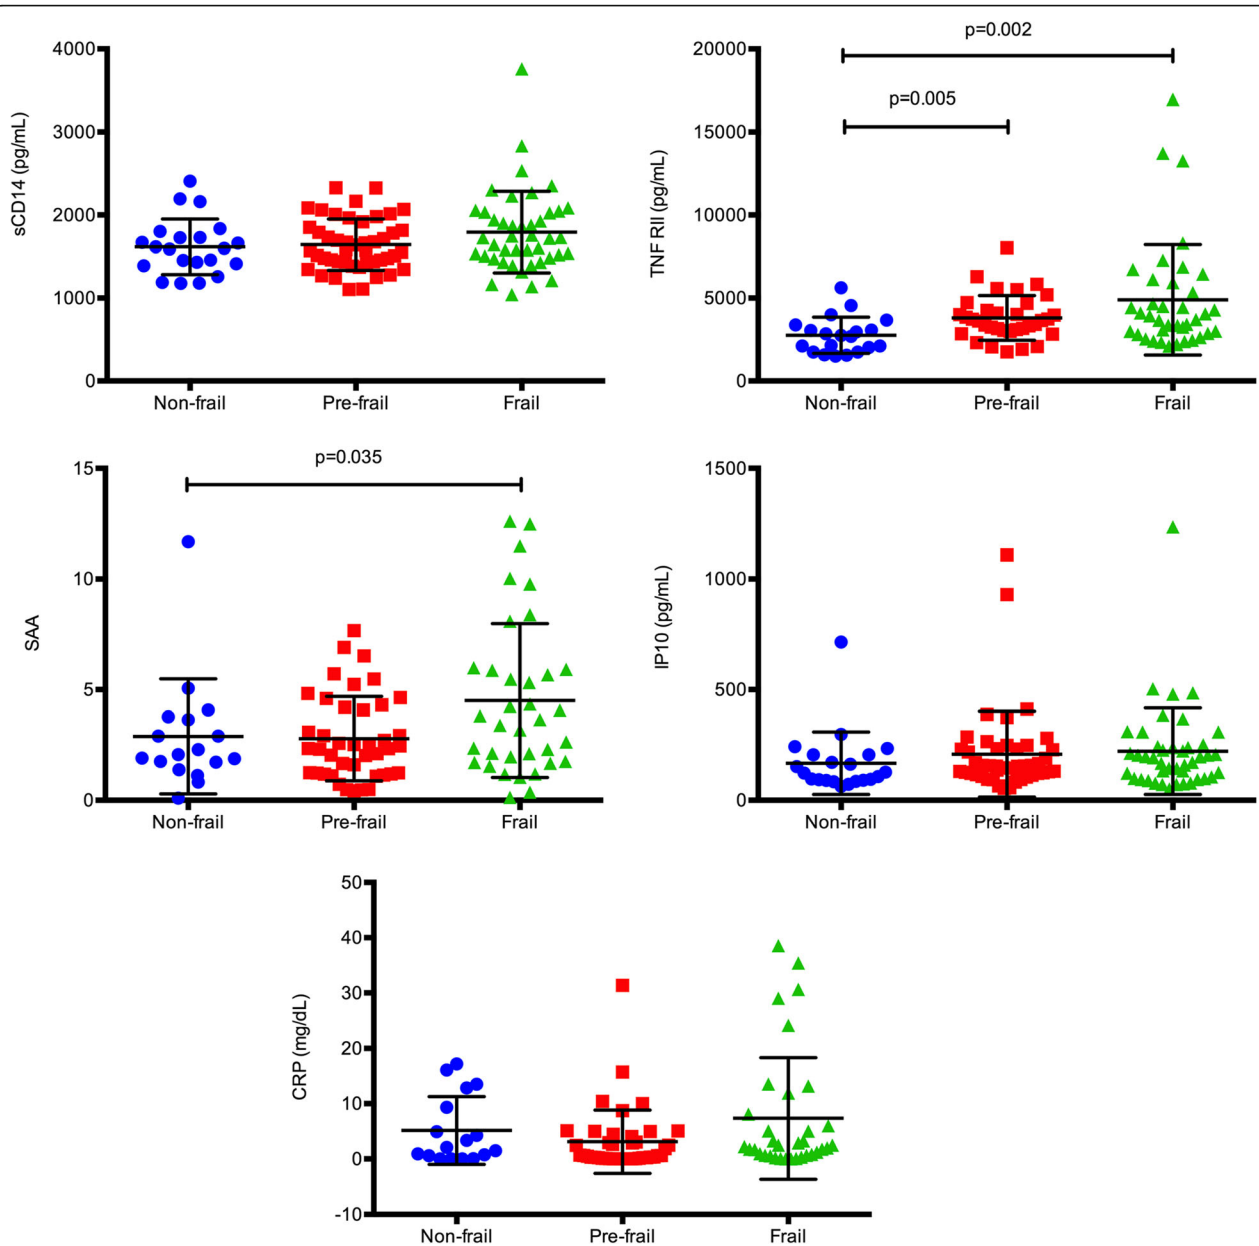 sCD14 (pg/mL)
4000
3000
2000
1000
0
Non-frail Pre-frail Frail
TNF RII (pg/mL)
20000
15000
10000
5000
0
p=0.002
p=0.005
Non-frail Pre-frail Frail
SAA
15
10
5
0
p=0.035
Non-frail Pre-frail Frail
IP10 (pg/mL)
1500
1000
500
0
Non-frail Pre-frail Frail
CRP (mg/dL)
50
40
30
20
10
0
-10
Non-frail Pre-frail Frail